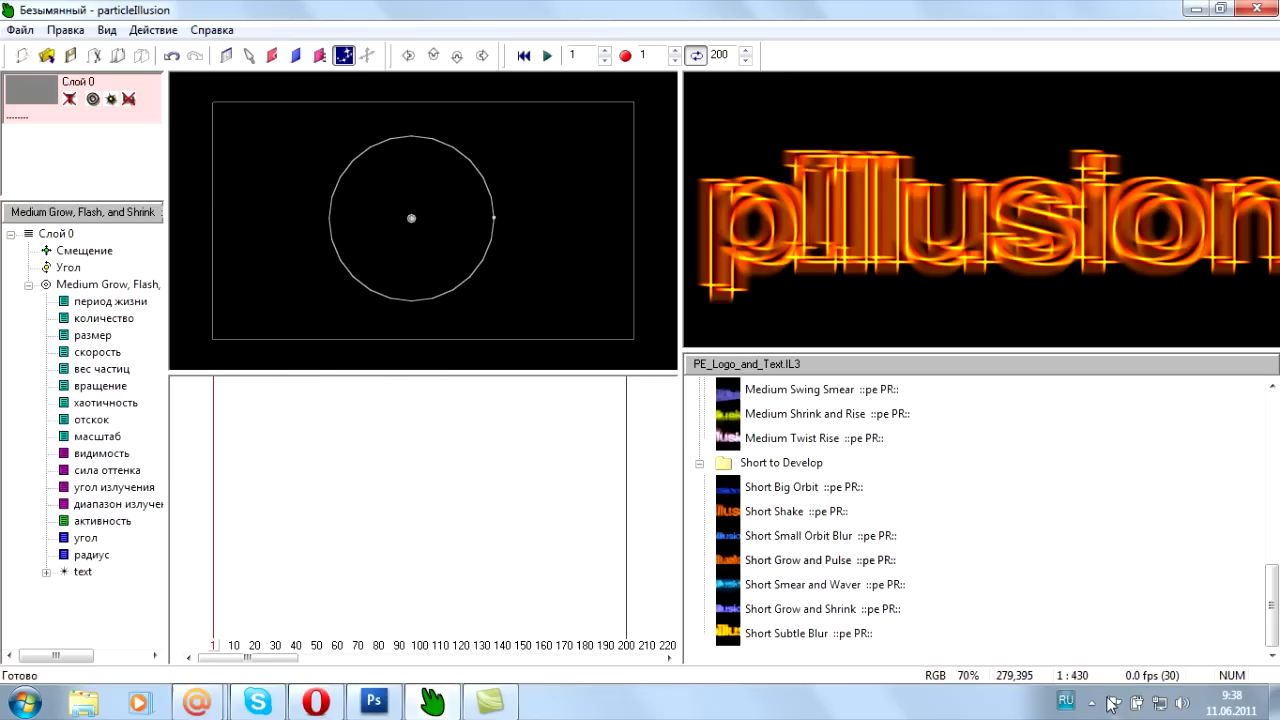 Безымянный - particleIllusion
Файл Правка Вид Действие Справка
1 1 200
Слой 0
Medium Grow, Flash, and Shrink
Слой 0
Смещение
Угол
Medium Grow, Flash,
период жизни
количество
размер
скорость
вес частиц
вращение
хаотичность
отскок
масштаб
видимость
сила оттенка
угол излучения
диапазон излучен
активность
угол
радиус
text
1 10 20 30 40 50 60 70 80 90 100 110 120 130 140 150 160 170 180 190 200 210 220
pIllusion
PE_Logo_and_Text.IL3
Medium Swing Smear ::pe PR::
Medium Shrink and Rise ::pe PR::
Medium Twist Rise ::pe PR::
Short to Develop
Short Big Orbit ::pe PR::
Short Shake ::pe PR::
Short Small Orbit Blur ::pe PR::
Short Grow and Pulse ::pe PR::
Short Smear and Waver ::pe PR::
Short Grow and Shrink ::pe PR::
Short Subtle Blur ::pe PR::
Готово RGB 70% 279,395 1 : 430 0.0 fps (30) NUM
Ps RU 9:38
11.06.2011